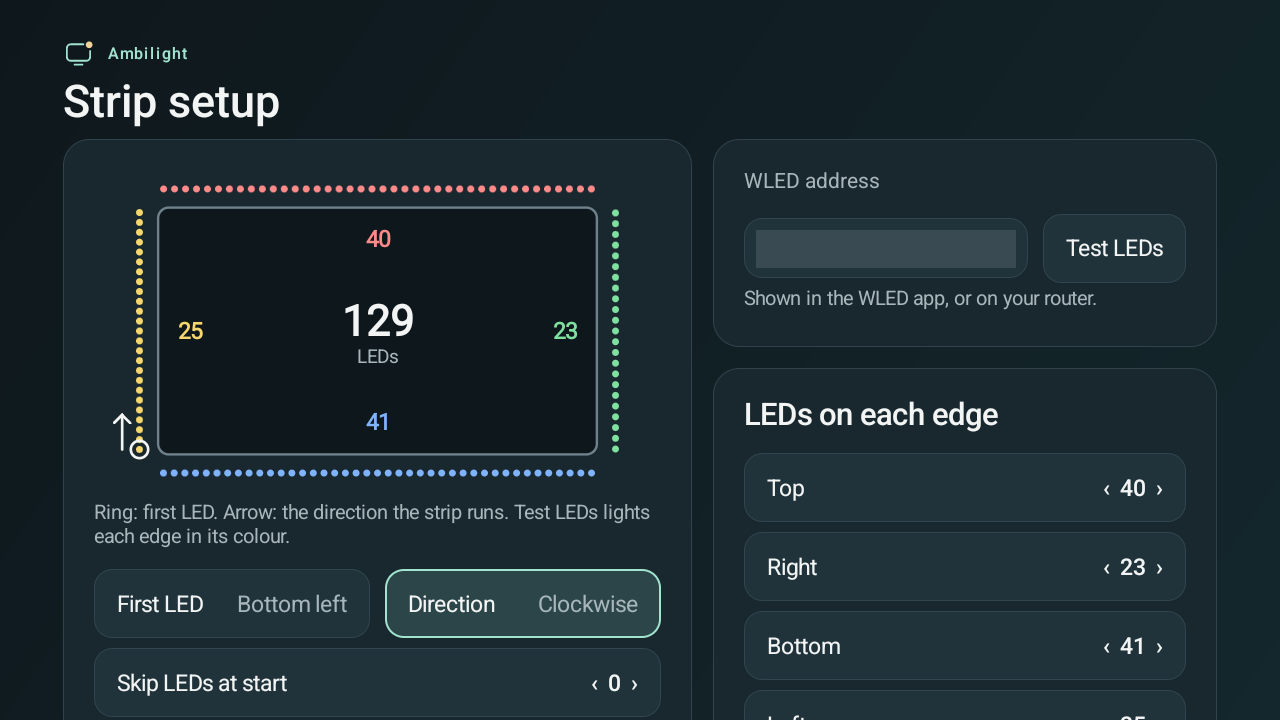 Ambilight
Strip setup
40
25
129
23
LEDs
41
Ring: first LED. Arrow: the direction the strip runs. Test LEDs lights
each edge in its colour.
First LED Bottom left
Direction Clockwise
Skip LEDs at start ‹ 0 ›
WLED address
Test LEDs
Shown in the WLED app, or on your router.
LEDs on each edge
Top ‹ 40 ›
Right ‹ 23 ›
Bottom ‹ 41 ›